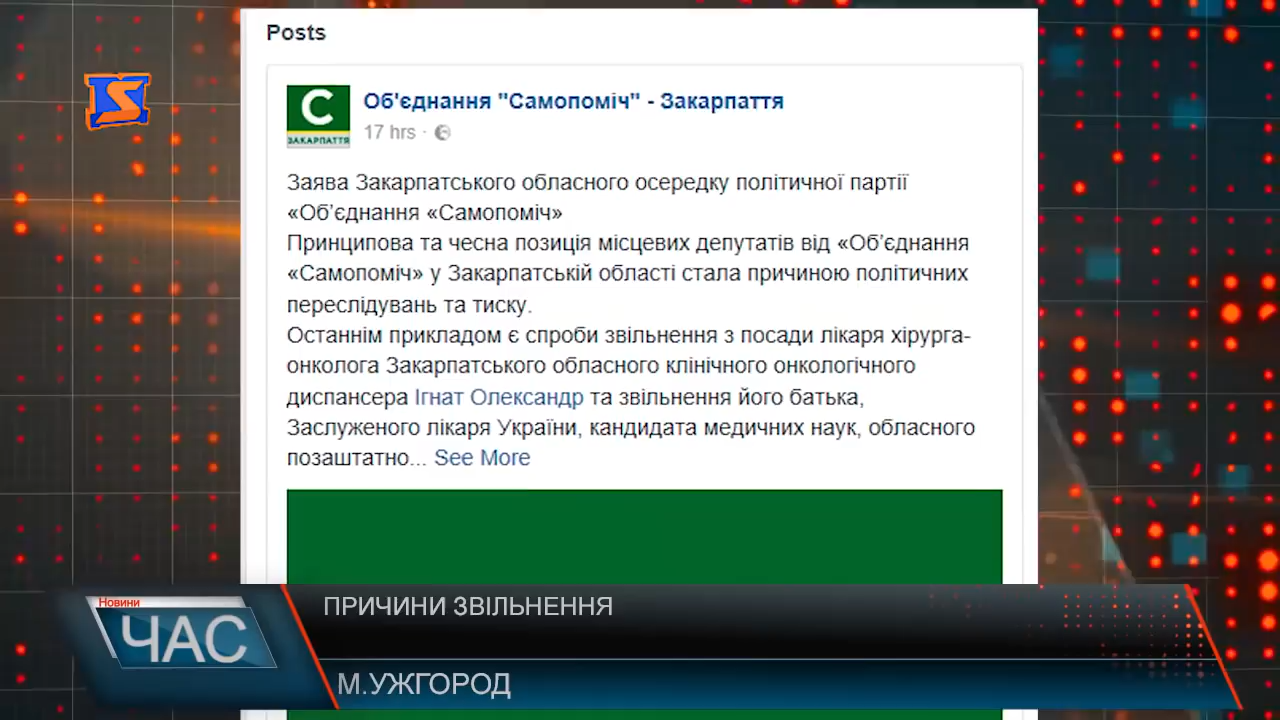 Posts
С
ЗАКАРПАТТЯ
Об'єднання "Самопоміч" - Закарпаття
17 hrs ·
Заява Закарпатського обласного осередку політичної партії
«Об’єднання «Самопоміч»
Принципова та чесна позиція місцевих депутатів від «Об’єднання
«Самопоміч» у Закарпатській області стала причиною політичних
переслідувань та тиску.
Останнім прикладом є спроби звільнення з посади лікаря хірурга-
онколога Закарпатського обласного клінічного онкологічного
диспансера Ігнат Олександр та звільнення його батька,
Заслуженого лікаря України, кандидата медичних наук, обласного
позаштатно... See More
Новини
ЧАС
ПРИЧИНИ ЗВІЛЬНЕННЯ
М.УЖГОРОД